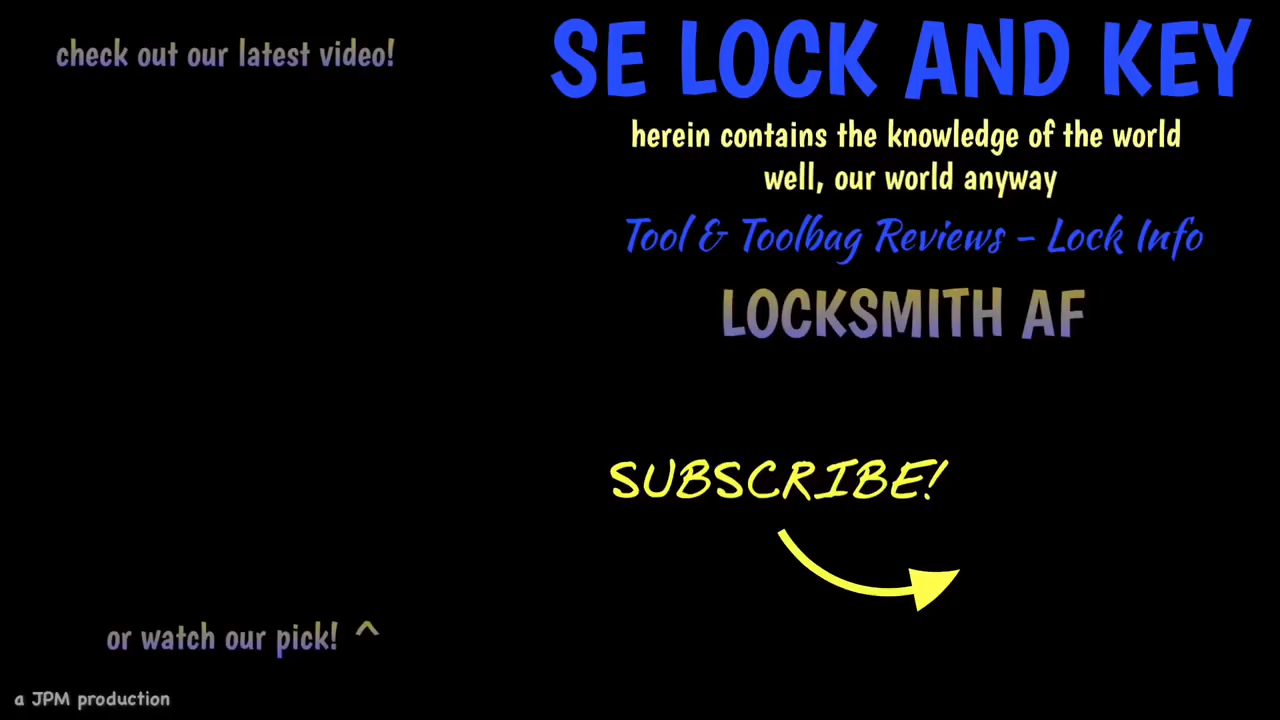 check out our latest video!
SE LOCK AND KEY
herein contains the knowledge of the world
well, our world anyway
Tool & Toolbag Reviews - Lock Info
LOCKSMITH AF
SUBSCRIBE!
or watch our pick! ^
a JPM production